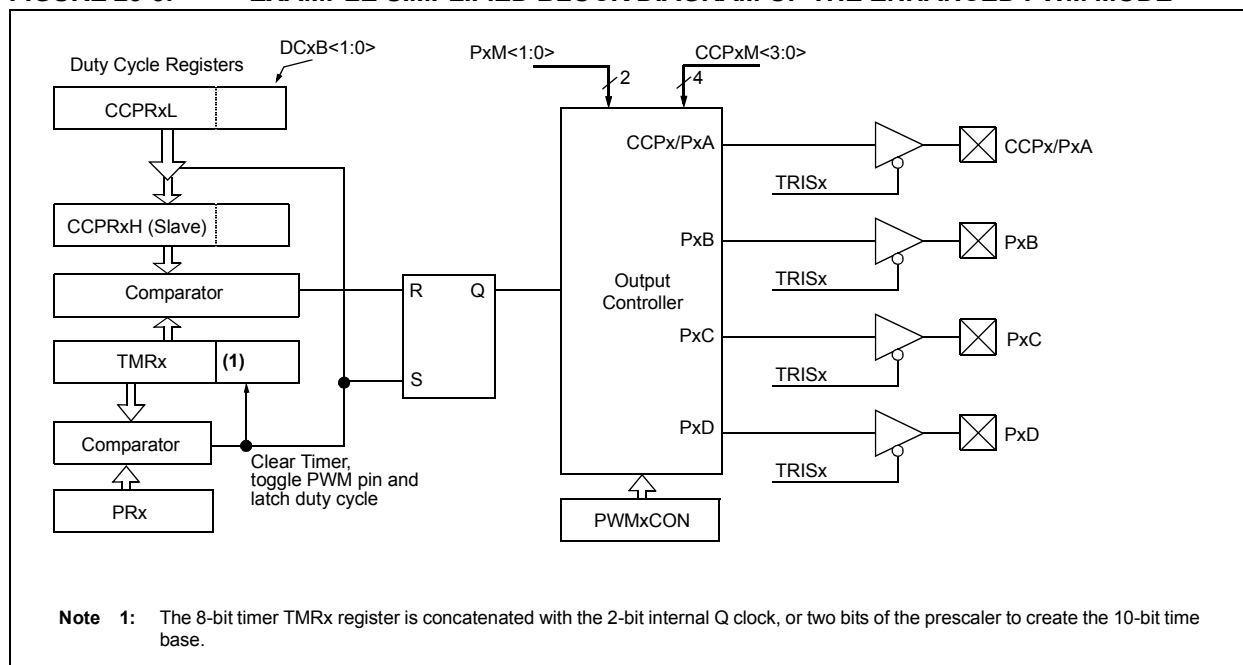 DCxB<1:0>
Duty Cycle Registers
CCPRxL
CCPRxH (Slave)
Comparator
TMRx
(1)
Comparator
PRx
Clear Timer,
toggle PWM pin and
latch duty cycle
R
Q
S
PxM<1:0>
2
CCPxM<3:0>
4
Output
Controller
CCPx/PxA
PxB
PxC
PxD
PWMxCON
TRISx
CCPx/PxA
TRISx
PxB
TRISx
PxC
TRISx
PxD
Note 1: The 8-bit timer TMRx register is concatenated with the 2-bit internal Q clock, or two bits of the prescaler to create the 10-bit time
base.